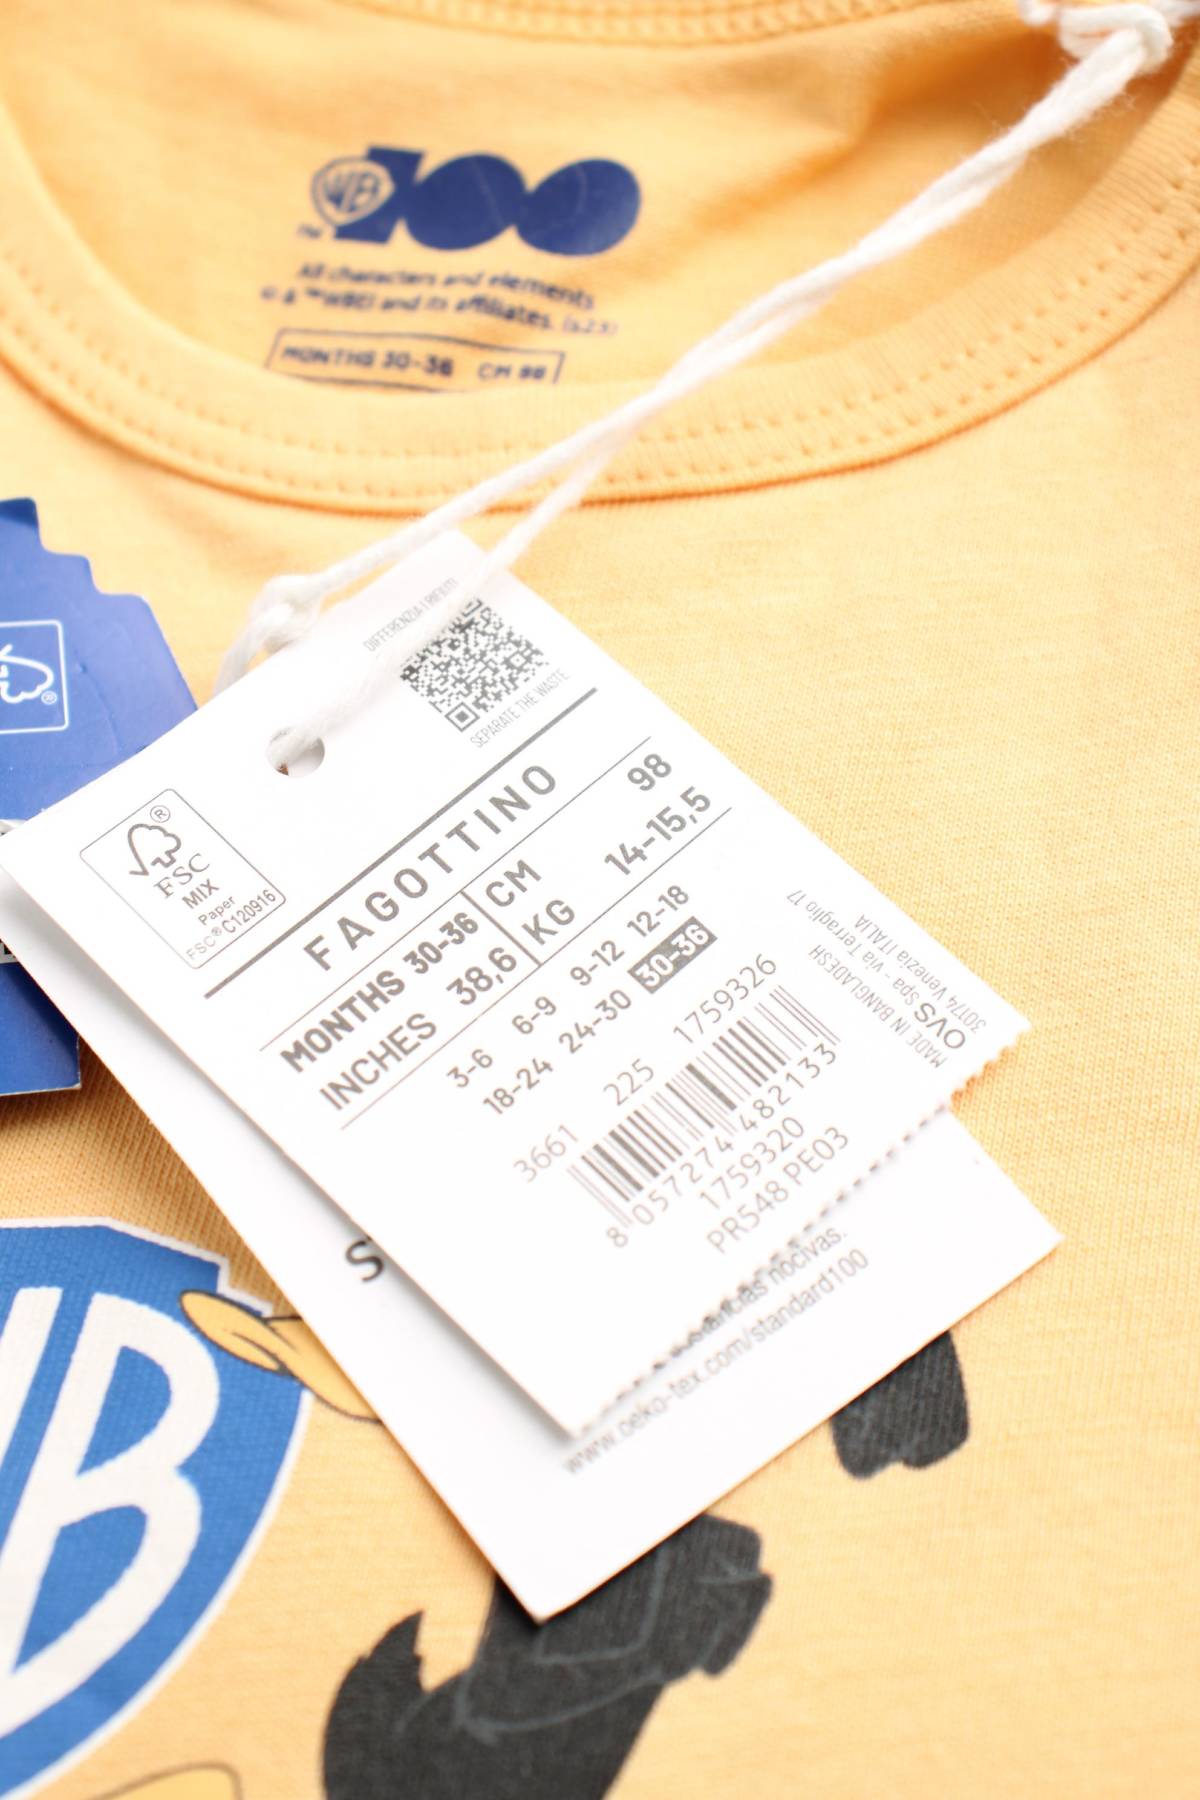 WB 100
TM
All characters and elements
© & ™ WBEI and its affiliates. (s23)
MONTHS 30-36 CM 98
DIFFERENZIA I RIFIUTI
SEPARATE THE WASTE
FSC®
MIX
Paper
FSC® C120916
FAGOTTINO
MONTHS 30-36 CM 98
INCHES 38,6 KG 14-15,5
3-6 6-9 9-12 12-18
18-24 24-30 30-36
3661 225 1759326
8 057274 482133
1759320
PR548 PE03
MADE IN BANGLADESH
OVS Spa - via Terraglio 17
30174 Venezia ITALIA
nocivas.
www.oeko-tex.com/standard100
WB